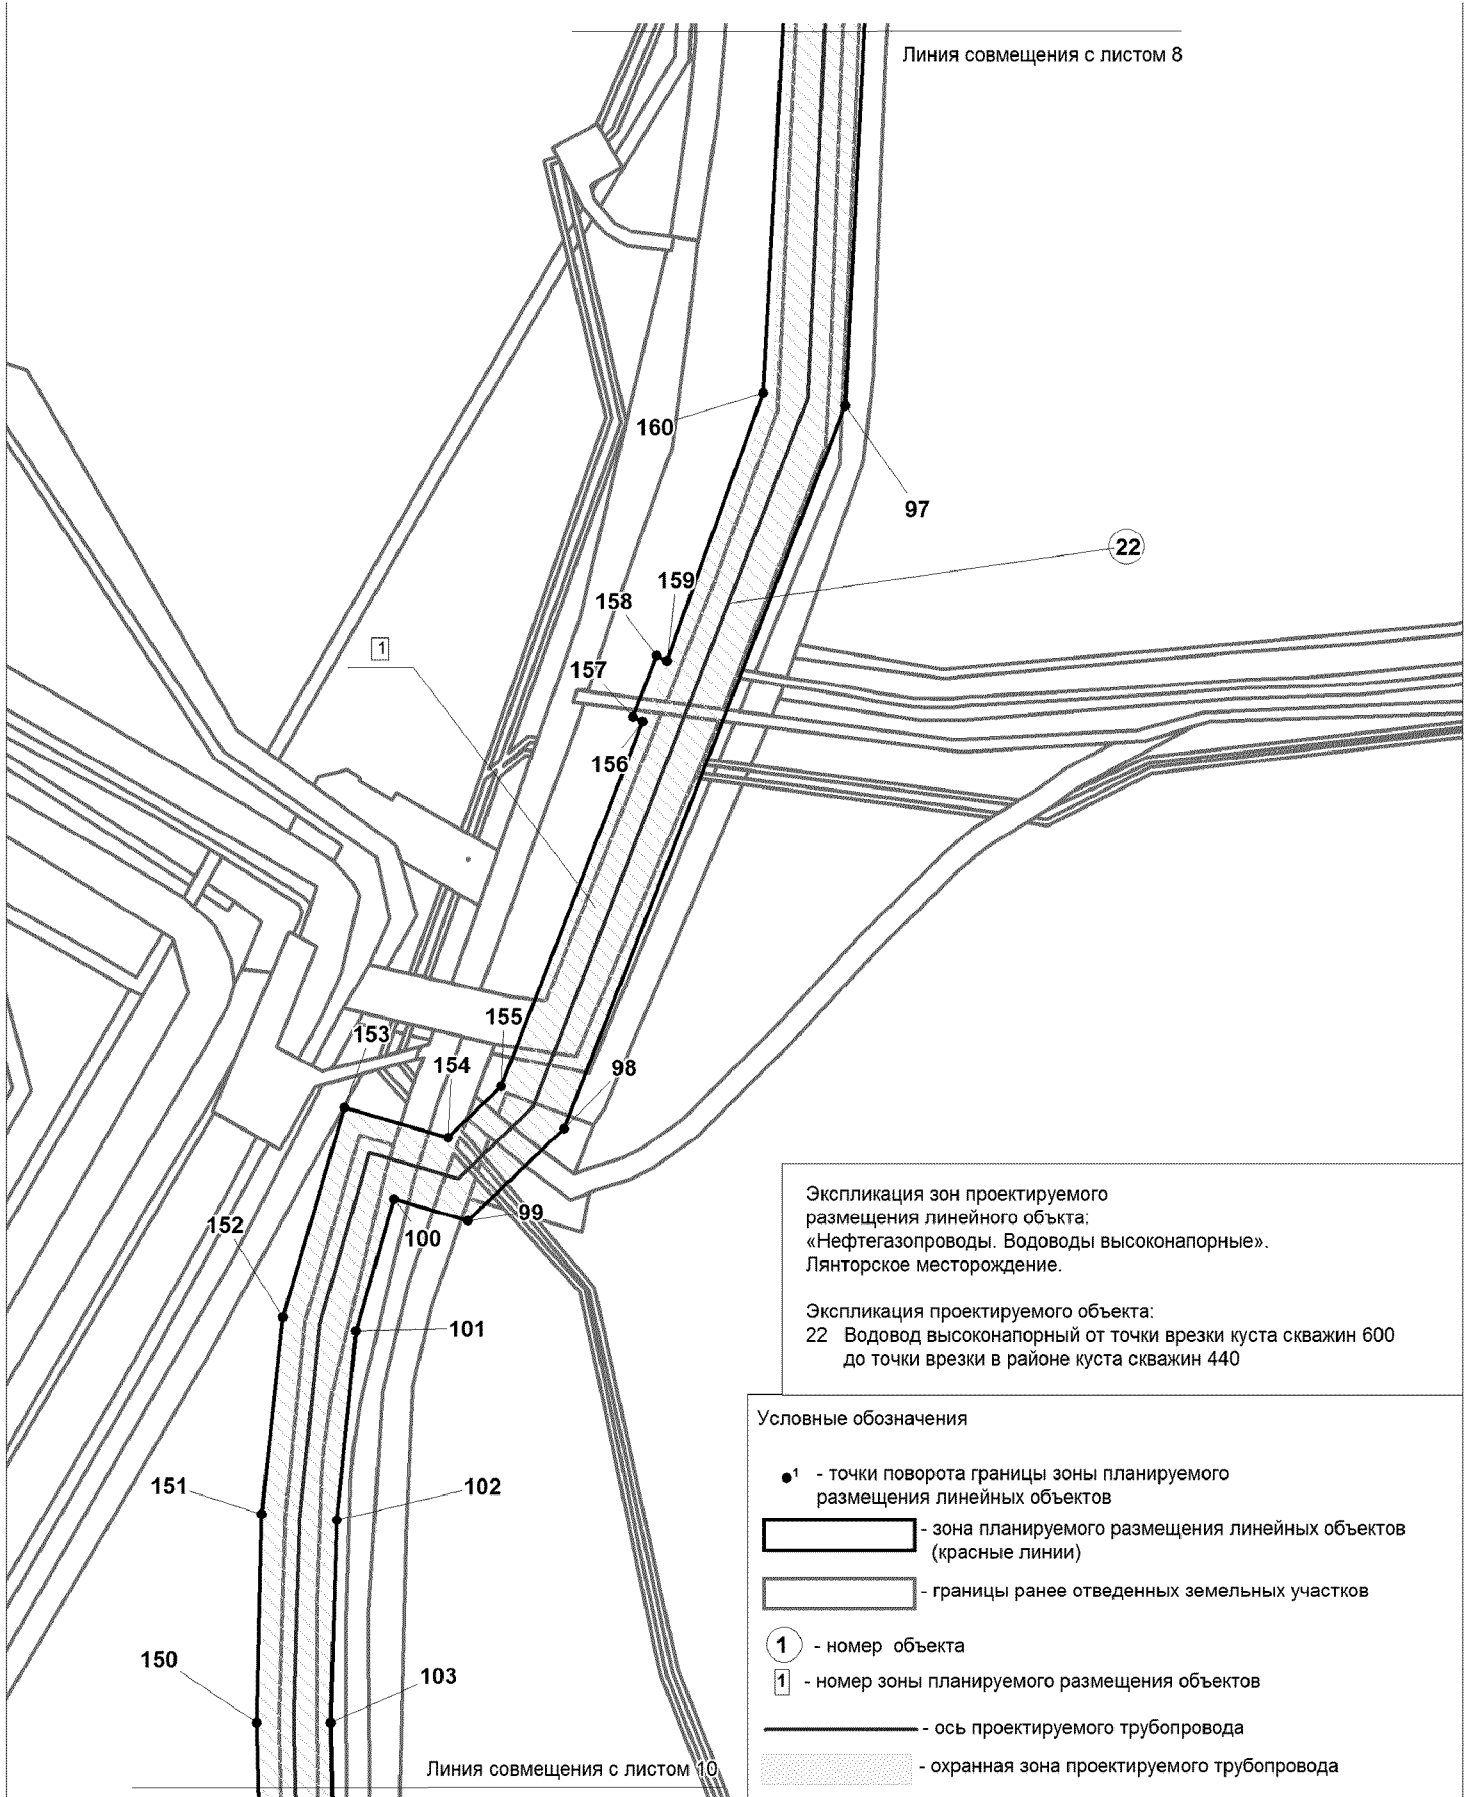 Линия совмещения с листом 8
160
97
22
159
158
1
157
156
155
153
98
154
99
152
100
101
151
102
150
103
Линия совмещения с листом 10
Экспликация зон проектируемого
размещения линейного объкта:
«Нефтегазопроводы. Водоводы высоконапорные».
Лянторское месторождение.
Экспликация проектируемого объекта:
22 Водовод высоконапорный от точки врезки куста скважин 600
до точки врезки в районе куста скважин 440
Условные обозначения
1 - точки поворота границы зоны планируемого
размещения линейных объектов
- зона планируемого размещения линейных объектов
(красные линии)
- границы ранее отведенных земельных участков
1 - номер объекта
1 - номер зоны планируемого размещения объектов
- ось проектируемого трубопровода
- охранная зона проектируемого трубопровода